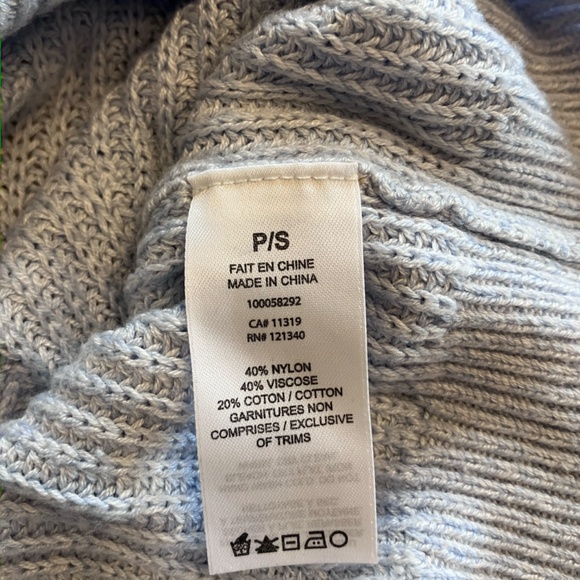 P/S
FAIT EN CHINE
MADE IN CHINA
100058292
CA# 11319
RN# 121340
40% NYLON
40% VISCOSE
20% COTON / COTTON
GARNITURES NON
COMPRISES / EXCLUSIVE
OF TRIMS